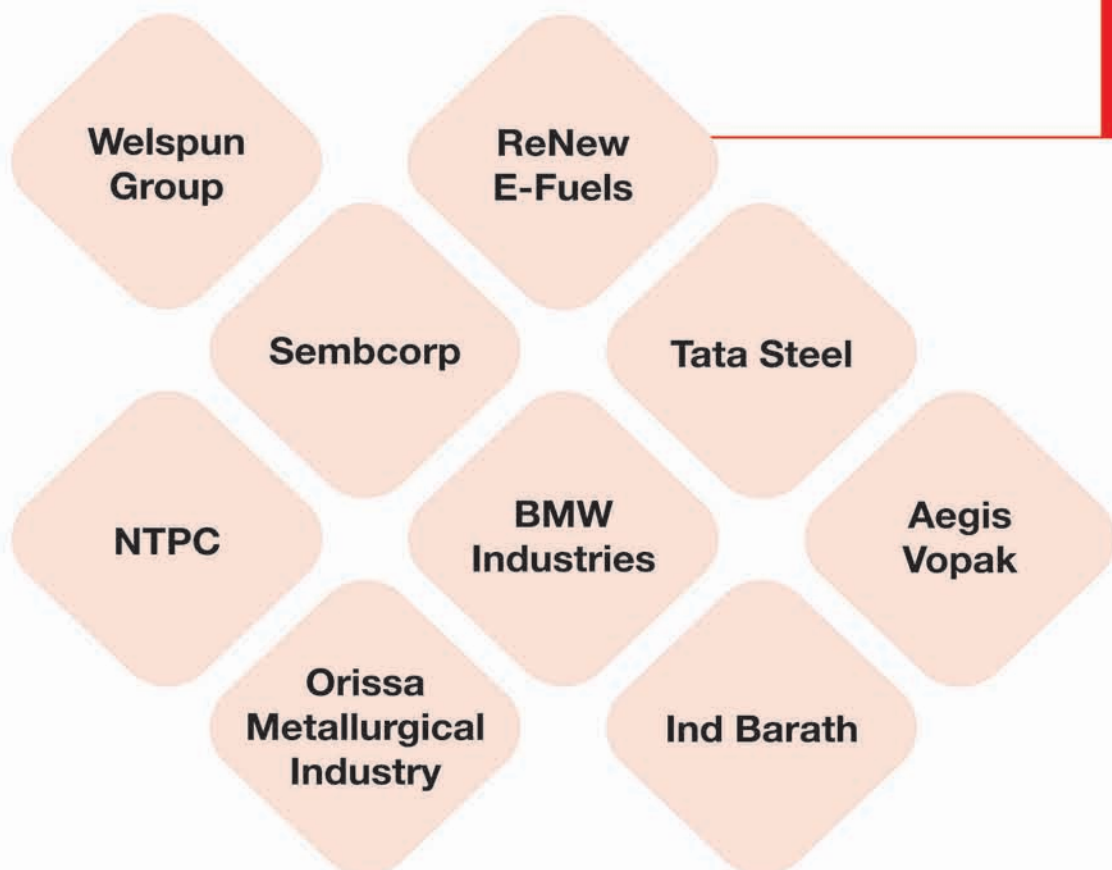 Welspun
Group
ReNew
E-Fuels
Sembcorp
Tata Steel
NTPC
BMW
Industries
Aegis
Vopak
Orissa
Metallurgical
Industry
Ind Barath